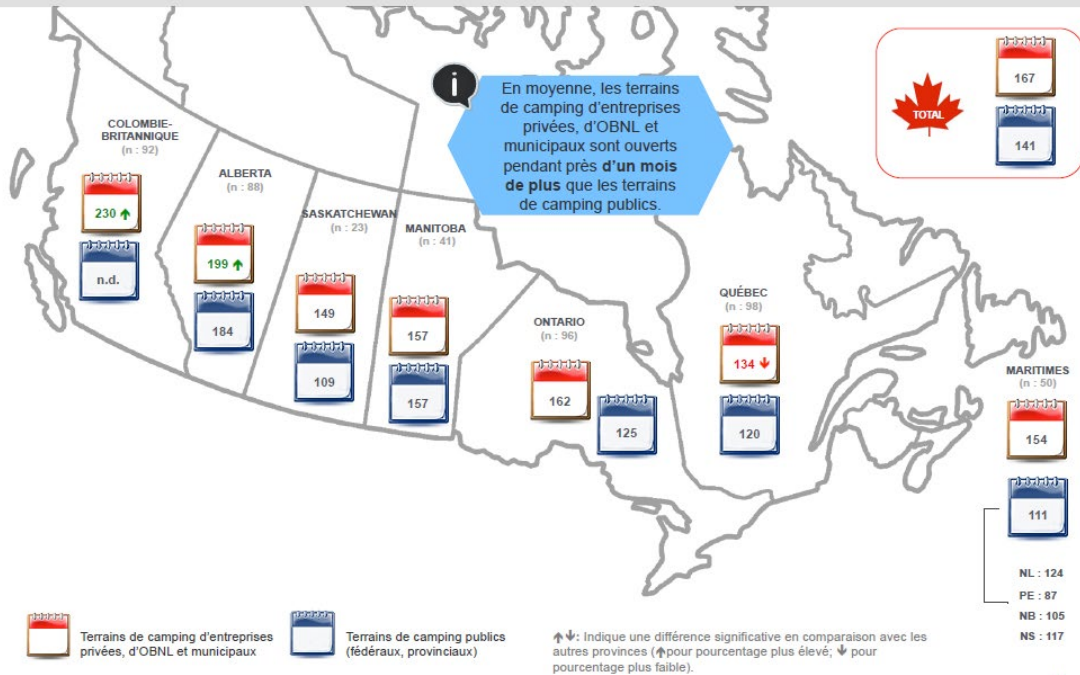 TOTAL
167
141
i
En moyenne, les terrains
de camping d'entreprises
privées, d'OBNL et
municipaux sont ouverts
pendant près d'un mois
de plus que les terrains
de camping publics.
COLOMBIE-
BRITANNIQUE
(n : 92)
230 ↑
n.d.
ALBERTA
(n : 88)
199 ↑
184
SASKATCHEWAN
(n : 23)
149
109
MANITOBA
(n : 41)
157
157
ONTARIO
(n : 96)
162
125
QUÉBEC
(n : 98)
134 ↓
120
MARITIMES
(n : 50)
154
111
NL : 124
PE : 87
NB : 105
NS : 117
Terrains de camping d'entreprises
privées, d'OBNL et municipaux
Terrains de camping publics
(fédéraux, provinciaux)
↑↓: Indique une différence significative en comparaison avec les
autres provinces (↑pour pourcentage plus élevé; ↓ pour
pourcentage plus faible).